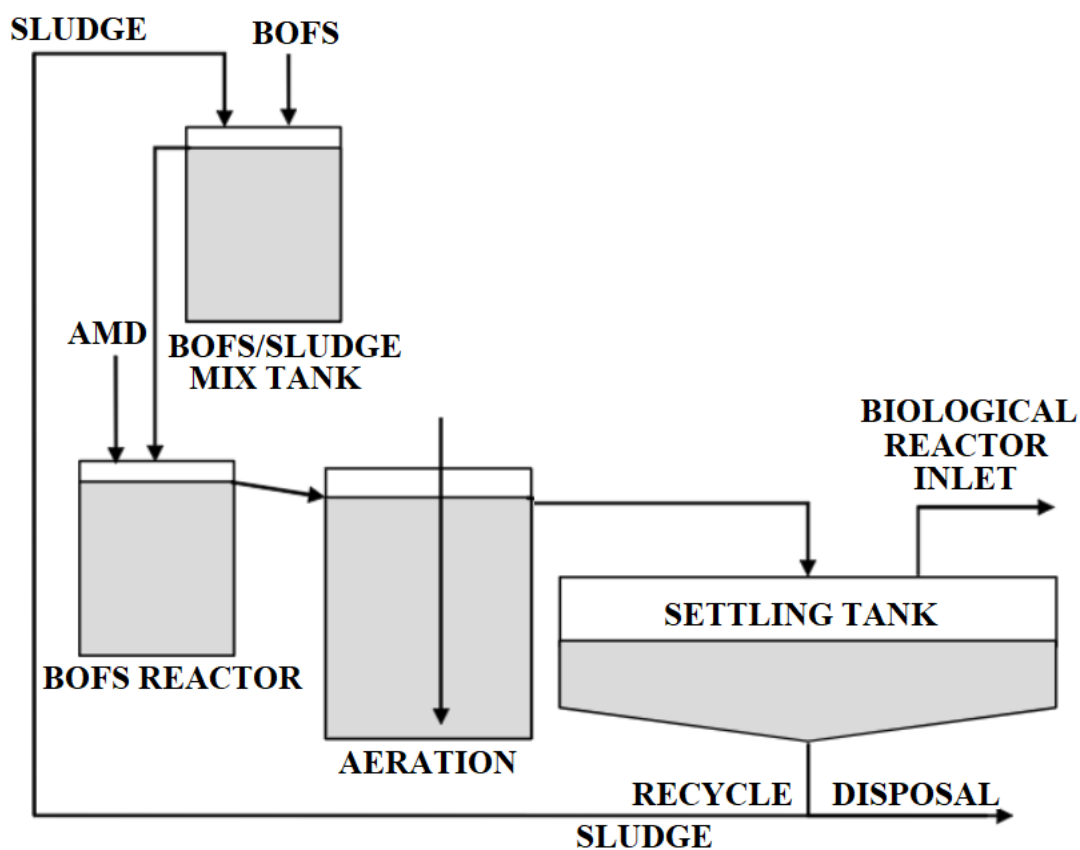 SLUDGE
BOFS
BOFS/SLUDGE
MIX TANK
AMD
BOFS REACTOR
AERATION
BIOLOGICAL
REACTOR
INLET
SETTLING TANK
RECYCLE
DISPOSAL
SLUDGE